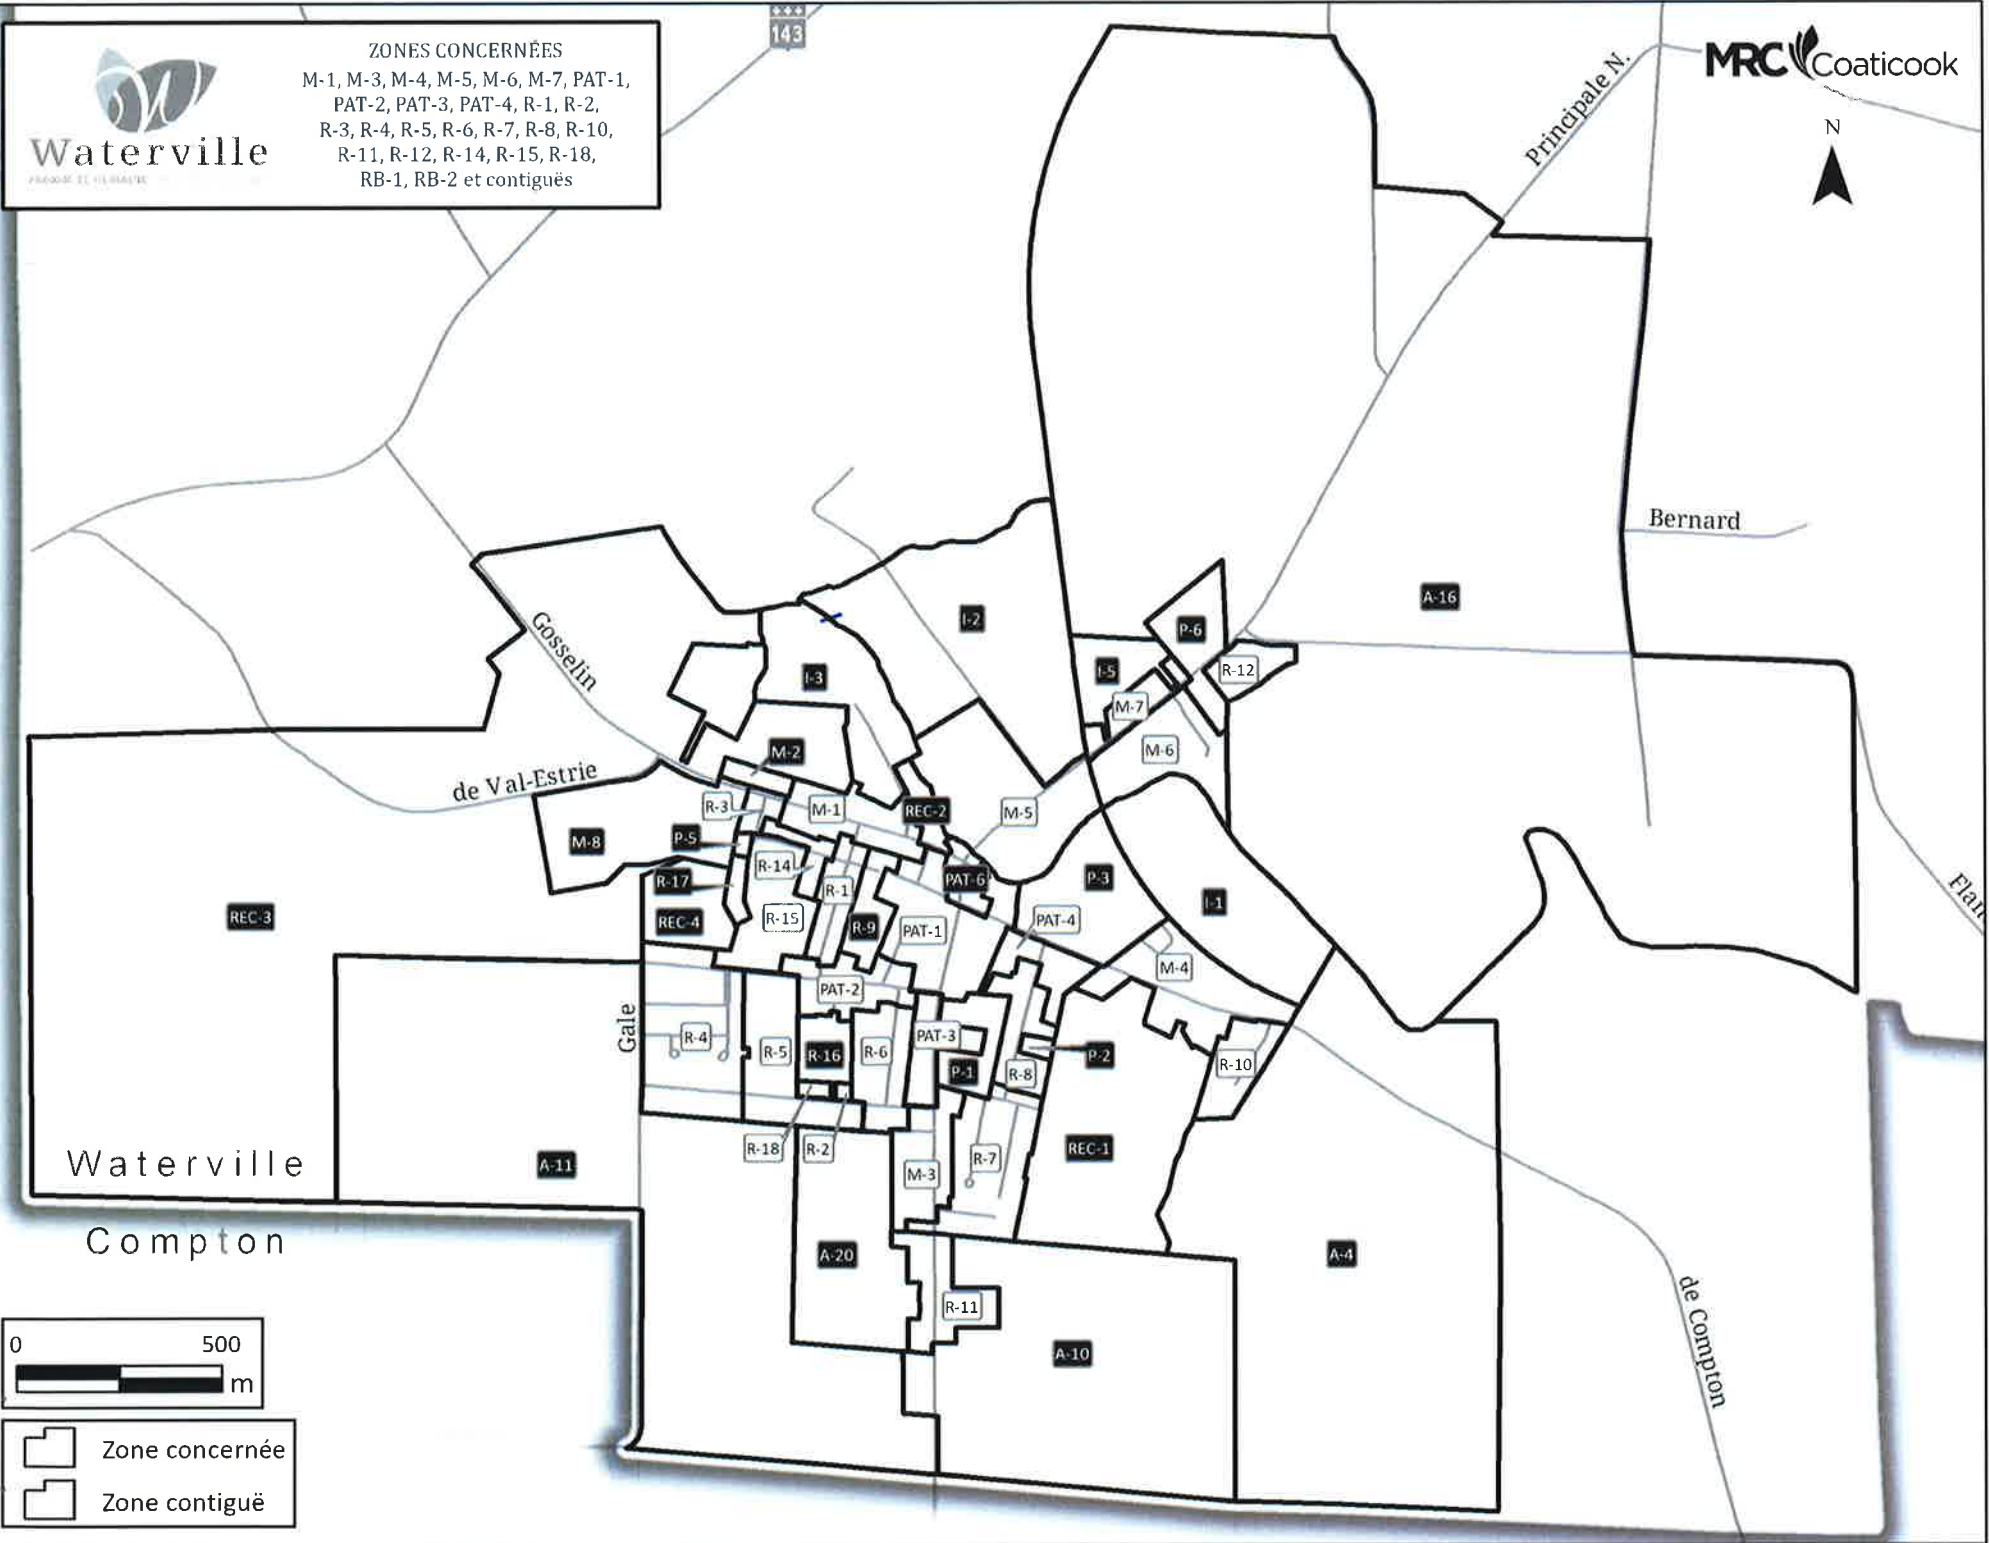 143
ZONES CONCERNÉES
M-1, M-3, M-4, M-5, M-6, M-7, PAT-1,
PAT-2, PAT-3, PAT-4, R-1, R-2,
R-3, R-4, R-5, R-6, R-7, R-8, R-10,
R-11, R-12, R-14, R-15, R-18,
RB-1, RB-2 et contiguës
Waterville
MRC Coaticook
N
Principale N.
Bernard
A-16
I-2
P-6
Gosselin
I-5
R-12
I-3
M-7
M-6
M-2
de Val-Estrie
R-3
M-1
REC-2
M-5
P-5
M-8
R-14
R-17
R-1
PAT-6
P-3
I-1
REC-3
REC-4
R-15
R-9
PAT-1
PAT-4
M-4
PAT-2
Gale
R-4
R-5
R-16
R-6
PAT-3
P-1
R-8
P-2
R-10
R-18
R-2
REC-1
R-7
M-3
A-11
Waterville
Compton
A-20
A-4
R-11
A-10
de Compton
0 500
m
Zone concernée
Zone contiguë